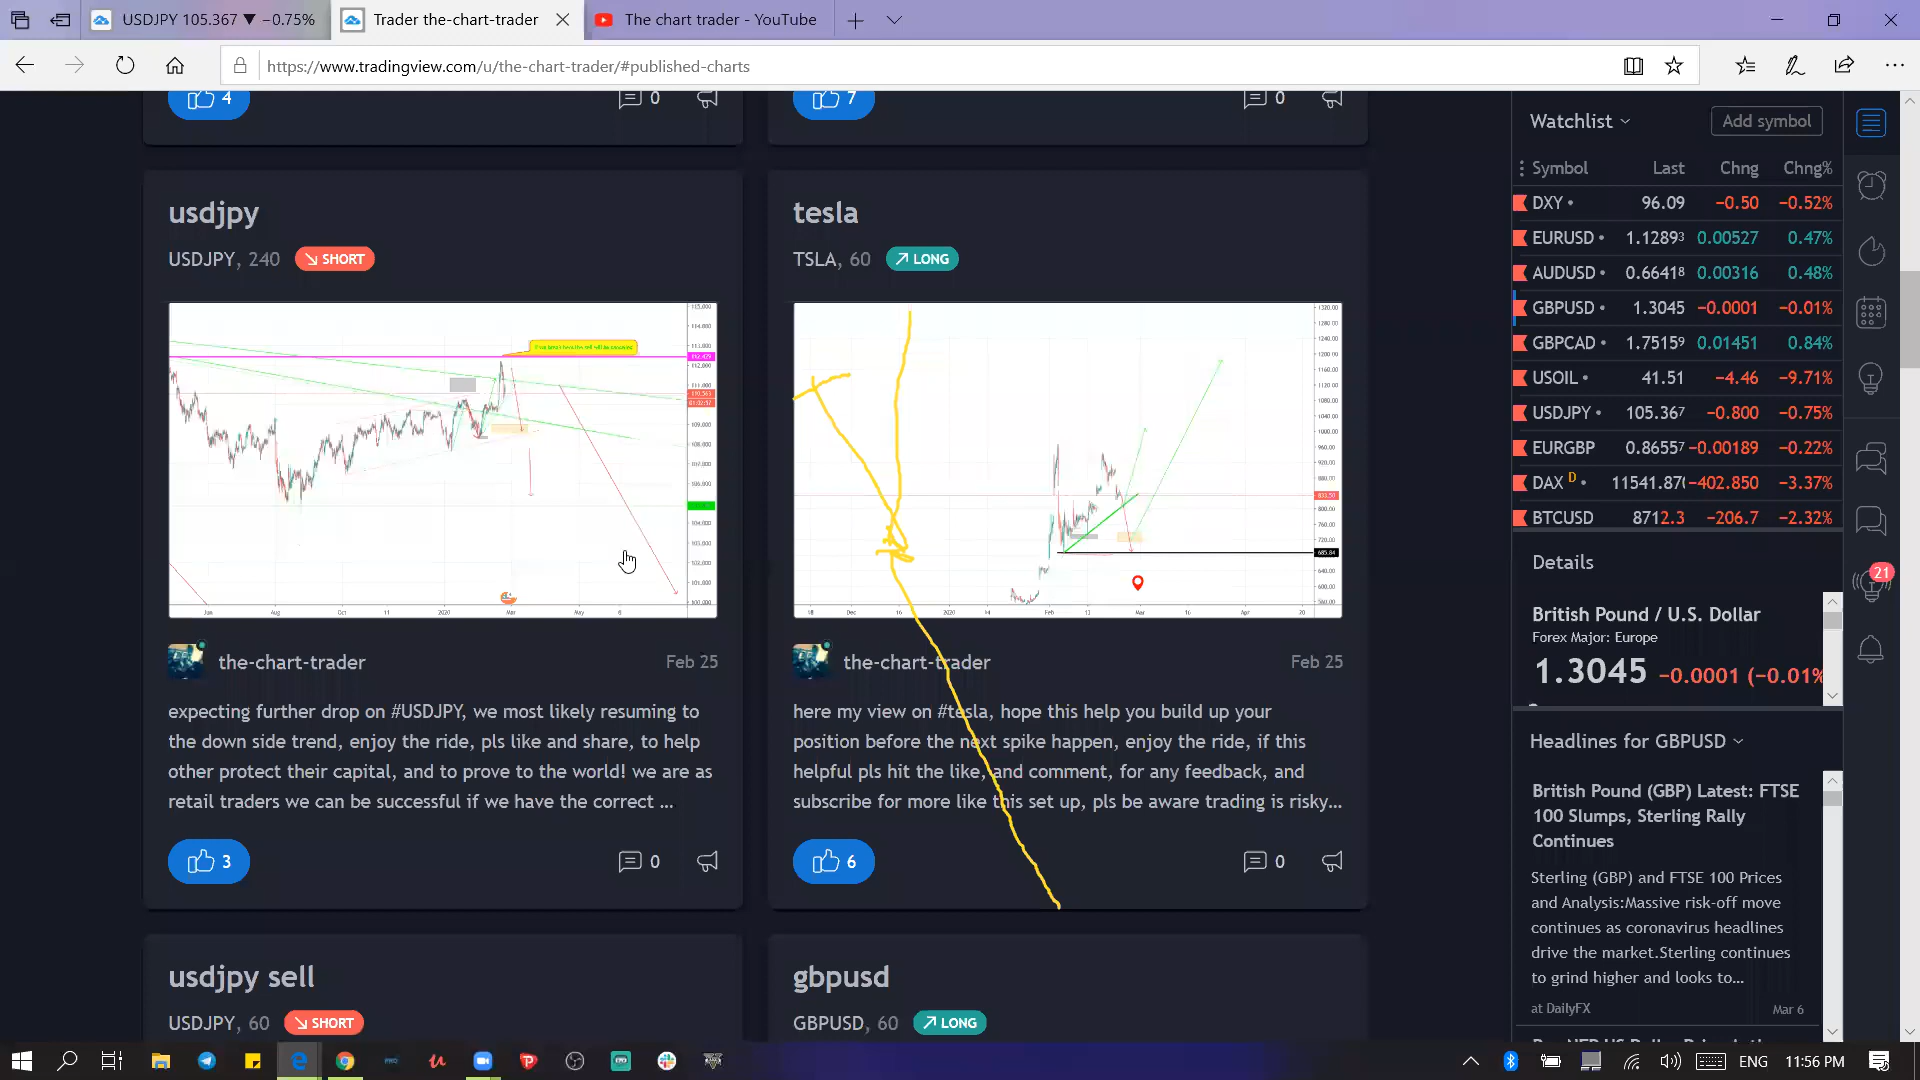 USDJPY 105.367 ▼ −0.75%
Trader the-chart-trader
The chart trader - YouTube
https://www.tradingview.com/u/the-chart-trader/#published-charts
4
0
7
0
usdjpy
USDJPY, 240
SHORT
the-chart-trader
Feb 25
expecting further drop on #USDJPY, we most likely resuming to
the down side trend, enjoy the ride, pls like and share, to help
other protect their capital, and to prove to the world! we are as
retail traders we can be successful if we have the correct ...
3
0
tesla
TSLA, 60
LONG
the-chart-trader
Feb 25
here my view on #tesla, hope this help you build up your
position before the next spike happen, enjoy the ride, if this
helpful pls hit the like, and comment, for any feedback, and
subscribe for more like this set up, pls be aware trading is risky...
6
0
usdjpy sell
USDJPY, 60
SHORT
gbpusd
GBPUSD, 60
LONG
Watchlist
Add symbol
Symbol Last Chng Chng%
DXY 96.09 −0.50 −0.52%
EURUSD 1.12893 0.00527 0.47%
AUDUSD 0.66418 0.00316 0.48%
GBPUSD 1.3045 −0.0001 −0.01%
GBPCAD 1.75159 0.01451 0.84%
USOIL 41.51 −4.46 −9.71%
USDJPY 105.367 −0.800 −0.75%
EURGBP 0.86557 −0.00189 −0.22%
DAX D 11541.87 −402.850 −3.37%
BTCUSD 8712.3 −206.7 −2.32%
Details
British Pound / U.S. Dollar
Forex Major: Europe
1.3045 −0.0001 (−0.01%
Headlines for GBPUSD
British Pound (GBP) Latest: FTSE
100 Slumps, Sterling Rally
Continues
Sterling (GBP) and FTSE 100 Prices
and Analysis:Massive risk-off move
continues as coronavirus headlines
drive the market.Sterling continues
to grind higher and looks to...
at DailyFX
Mar 6
21
ENG
11:56 PM